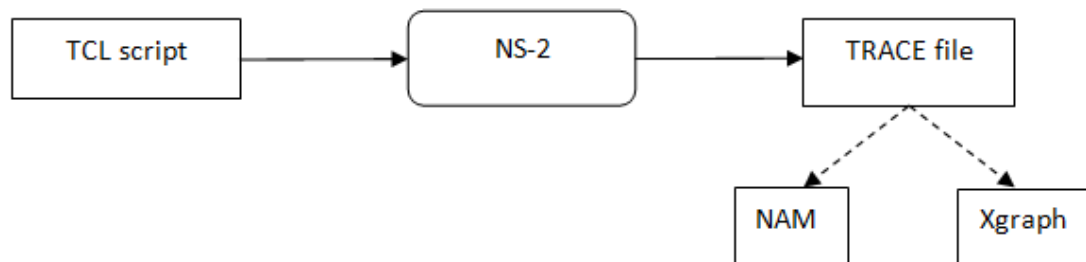 TCL script
NS-2
TRACE file
NAM
Xgraph